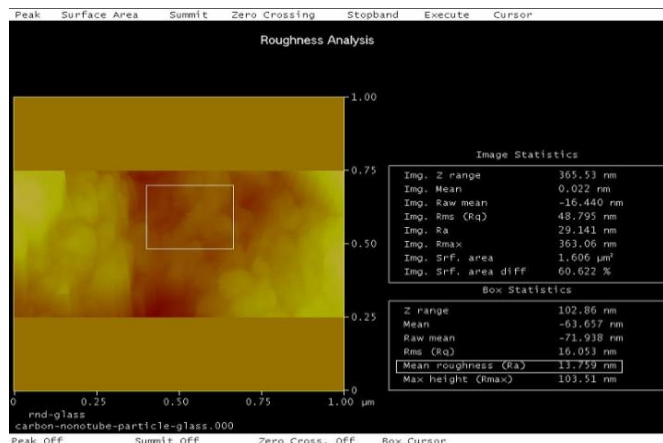 Peak Surface Area Summit Zero Crossing Stopband Execute Cursor
Roughness Analysis
1.00
0.75
0.50
0.25
0
0 0.25 0.50 0.75 1.00 µm
rnd-glass
carbon-nonotube-particle-glass.000
Image Statistics
Img. Z range 365.53 nm
Img. Mean 0.022 nm
Img. Raw mean -16.440 nm
Img. Rms (Rq) 48.795 nm
Img. Ra 29.141 nm
Img. Rmax 363.06 nm
Img. Srf. area 1.606 µm²
Img. Srf. area diff 60.622 %
Box Statistics
Z range 102.86 nm
Mean -63.657 nm
Raw mean -71.938 nm
Rms (Rq) 16.053 nm
Mean roughness (Ra) 13.759 nm
Max height (Rmax) 103.51 nm
Peak Off Summit Off Zero Cross. Off Box Cursor